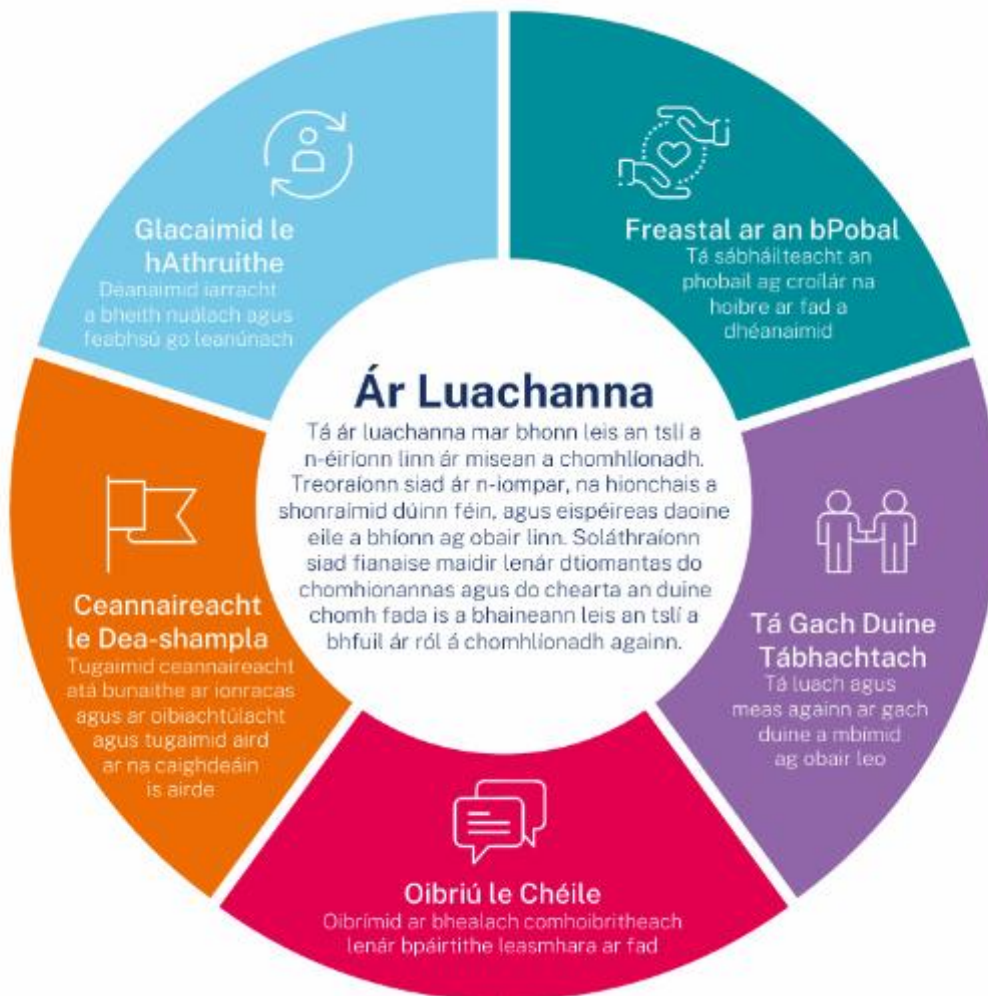 Glacaimid le
hAthruithe
Déanaimid iarracht
a bheith nuálach agus
feabhsú go leanúnach
Freastal ar an bPobal
Tá sábháilteacht an
phobail ag croílár na
hoibre ar fad a
dhéanaimid
Ár Luachanna
Tá ár luachanna mar bhonn leis an tslí a
n-éiríonn linn ár misean a chomhlíonadh.
Treoraíonn siad ár n-iompar, na hionchais a
shonraímid dúinn féin, agus eispéireas daoine
eile a bhíonn ag obair linn. Soláthraíonn
siad fianaise maidir lenár dtiomantas do
chomhionannas agus do chearta an duine
chomh fada is a bhaineann leis an tslí a
bhfuil ár ról á chomhlíonadh againn.
Tá Gach Duine
Tábhachtach
Tá luach agus
meas againn ar gach
duine a mbímid
ag obair leo
Oibriú le Chéile
Oibrímid ar bhealach comhoibritheach
lenár bpáirtithe leasmhara ar fad
Ceannaireacht
le Dea-shampla
Tugaimid ceannaireacht
atá bunaithe ar ionracas
agus ar oibiachtúlacht
agus tugaimid aird
ar na caighdeáin
is airde